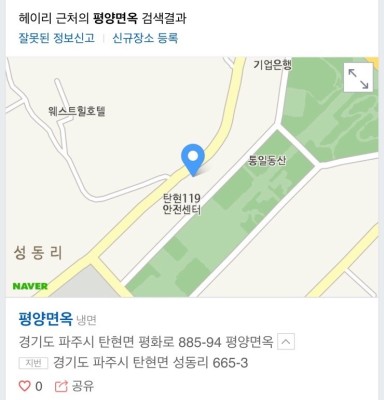 헤이리 근처의 평양면옥 검색결과
잘못된 정보신고 신규장소 등록
기업은행
웨스트힐호텔
통일동산
탄현119
안전센터
성동리
NAVER
평양면옥 냉면
경기도 파주시 탄현면 평화로 885-94 평양면옥
지번 경기도 파주시 탄현면 성동리 665-3
0 공유